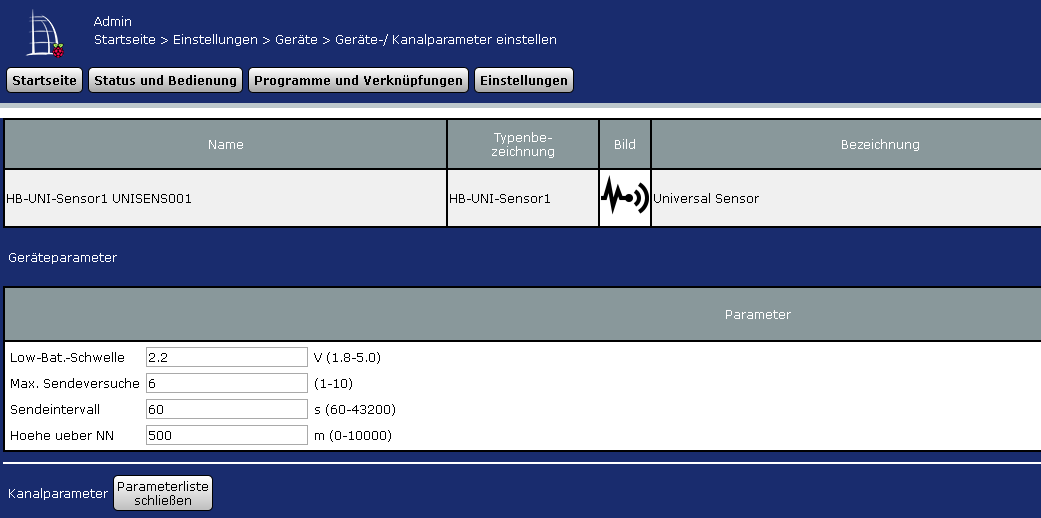 Admin
Startseite > Einstellungen > Geräte > Geräte-/ Kanalparameter einstellen
Startseite Status und Bedienung Programme und Verknüpfungen Einstellungen
Name Typenbe- Bild Bezeichnung
zeichnung
HB-UNI-Sensor1 UNISENS001 HB-UNI-Sensor1 Universal Sensor
Geräteparameter
Parameter
Low-Bat.-Schwelle 2.2 V (1.8-5.0)
Max. Sendeversuche 6 (1-10)
Sendeintervall 60 s (60-43200)
Hoehe ueber NN 500 m (0-10000)
Kanalparameter Parameterliste
schließen